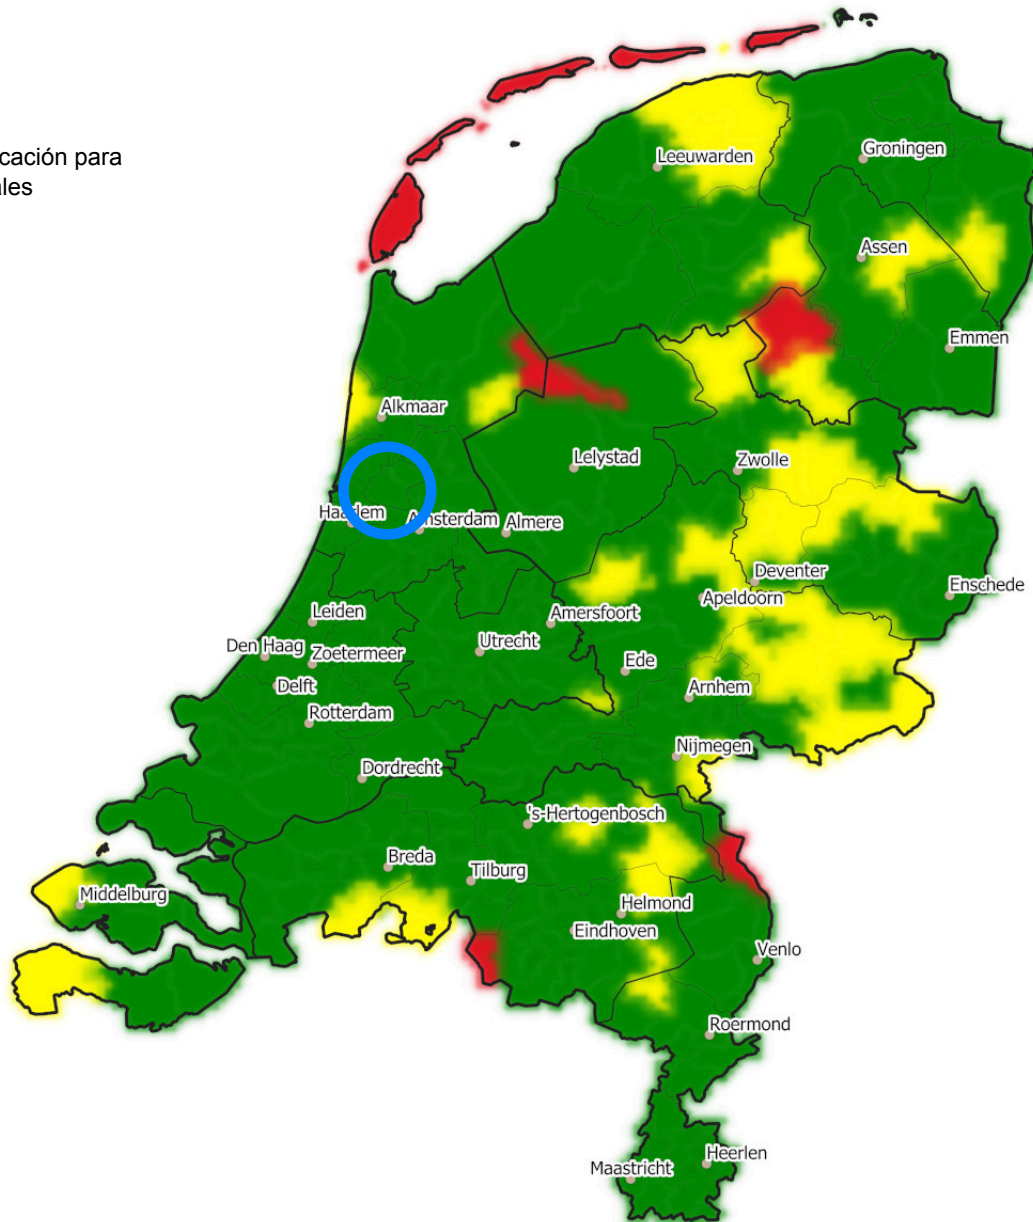 cación para
ales
Leeuwarden
Groningen
Assen
Emmen
Alkmaar
Lelystad
Zwolle
Haarlem
Amsterdam
Almere
Deventer
Apeldoorn
Enschede
Leiden
Amersfoort
Den Haag
Zoetermeer
Utrecht
Ede
Delft
Arnhem
Rotterdam
Nijmegen
Dordrecht
's-Hertogenbosch
Breda
Tilburg
Middelburg
Helmond
Eindhoven
Venlo
Roermond
Maastricht
Heerlen